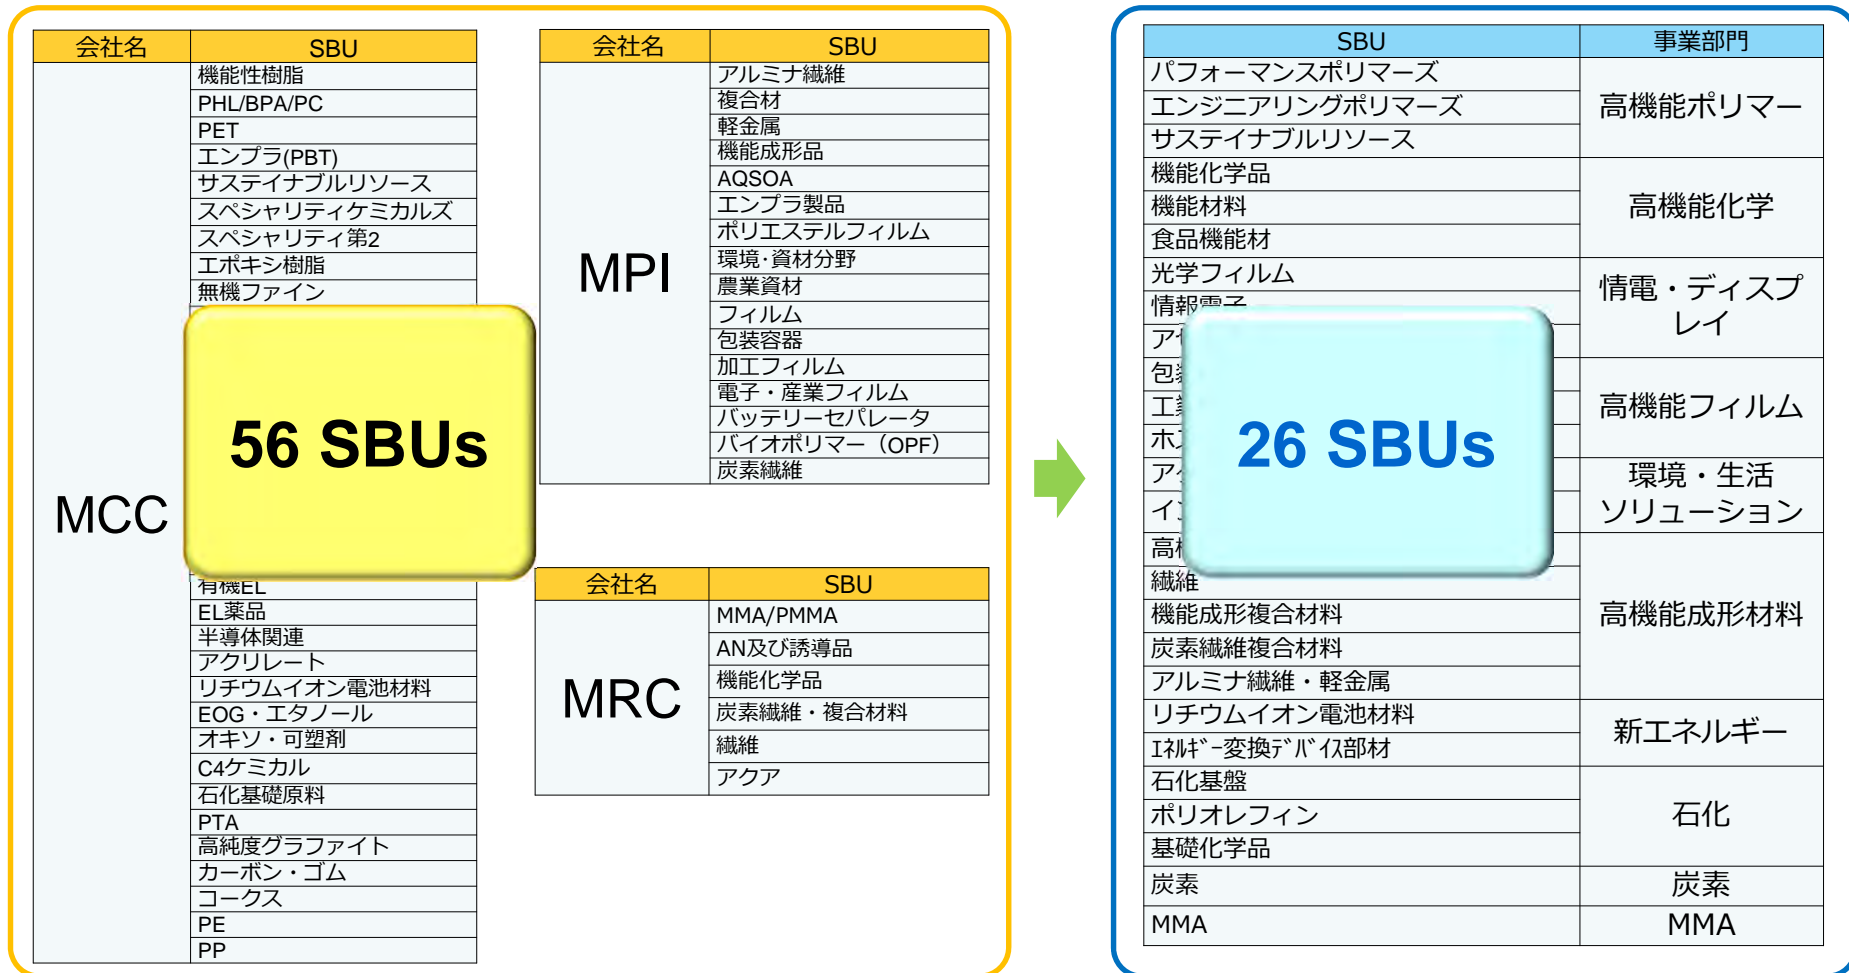 会社名 SBU
MCC
機能性樹脂
PHL/BPA/PC
PET
エンプラ(PBT)
サステイナブルリソース
スペシャリティケミカルズ
スペシャリティ第2
エポキシ樹脂
無機ファイン
56 SBUs
有機EL
EL薬品
半導体関連
アクリレート
リチウムイオン電池材料
EOG・エタノール
オキソ・可塑剤
C4ケミカル
石化基礎原料
PTA
高純度グラファイト
カーボン・ゴム
コークス
PE
PP
会社名 SBU
MPI
アルミナ繊維
複合材
軽金属
機能成形品
AQSOA
エンプラ製品
ポリエステルフィルム
環境・資材分野
農業資材
フィルム
包装容器
加工フィルム
電子・産業フィルム
バッテリーセパレータ
バイオポリマー（OPF）
炭素繊維
会社名 SBU
MRC
MMA/PMMA
AN及び誘導品
機能化学品
炭素繊維・複合材料
繊維
アクア
SBU 事業部門
パフォーマンスポリマーズ
エンジニアリングポリマーズ
サステイナブルリソース
高機能ポリマー
機能化学品
機能材料
食品機能材
高機能化学
光学フィルム
情報電子
情電・ディスプ
レイ
高機能フィルム
26 SBUs
環境・生活
ソリューション
繊維
機能成形複合材料
炭素繊維複合材料
アルミナ繊維・軽金属
高機能成形材料
リチウムイオン電池材料
ｴﾈﾙｷﾞｰ変換ﾃﾞﾊﾞｲｽ部材
新エネルギー
石化基盤
ポリオレフィン
基礎化学品
石化
炭素 炭素
MMA MMA